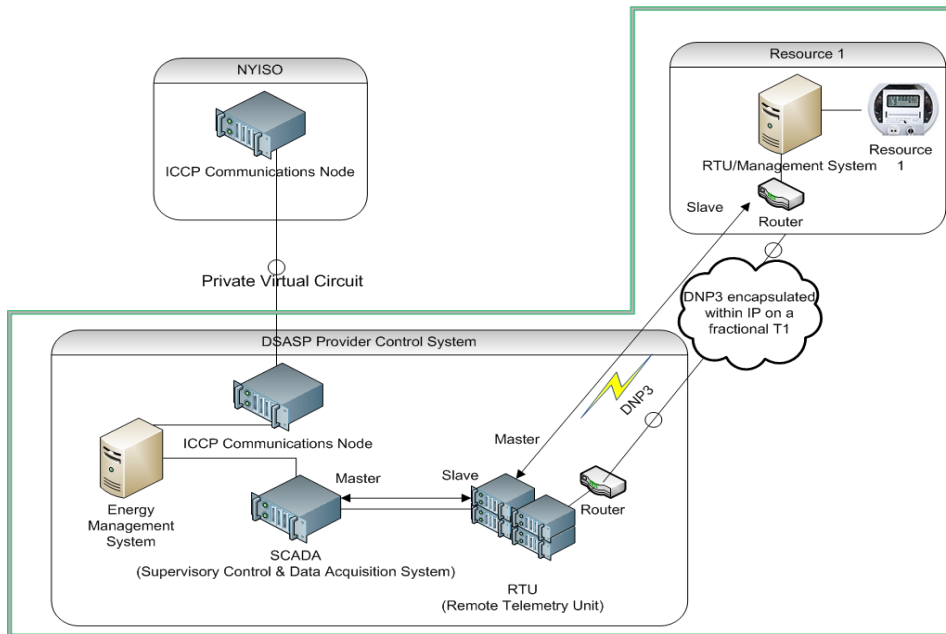 NYISO
ICCP Communications Node
Private Virtual Circuit
Resource 1
RTU/Management System
Resource
1
Slave
Router
DNP3 encapsulated
within IP on a
fractional T1
DNP3
Master
DSASP Provider Control System
ICCP Communications Node
Energy
Management
System
Master
Slave
SCADA
(Supervisory Control & Data Acquisition System)
Router
RTU
(Remote Telemetry Unit)